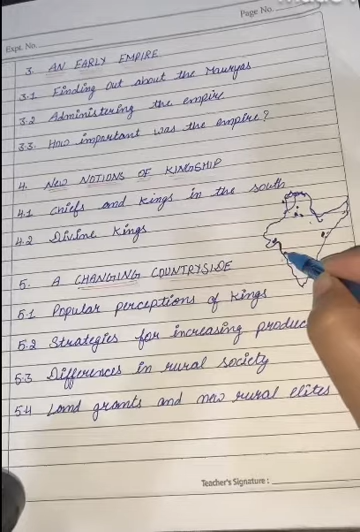 Page No.
Expt. No.
3. AN EARLY EMPIRE
3.1 Finding out about the Mauryas
3.2 Administering the empire
3.3. How important was the empire?
4. NEW NOTIONS OF KINGSHIP
4.1 Chiefs and kings in the south
4.2 Divine Kings
5. A CHANGING COUNTRYSIDE
5.1 Popular perceptions of kings
5.2 Strategies for increasing produc
5.3 Differences in rural society
5.4 Land grants and new rural elites
Teacher's Signature :